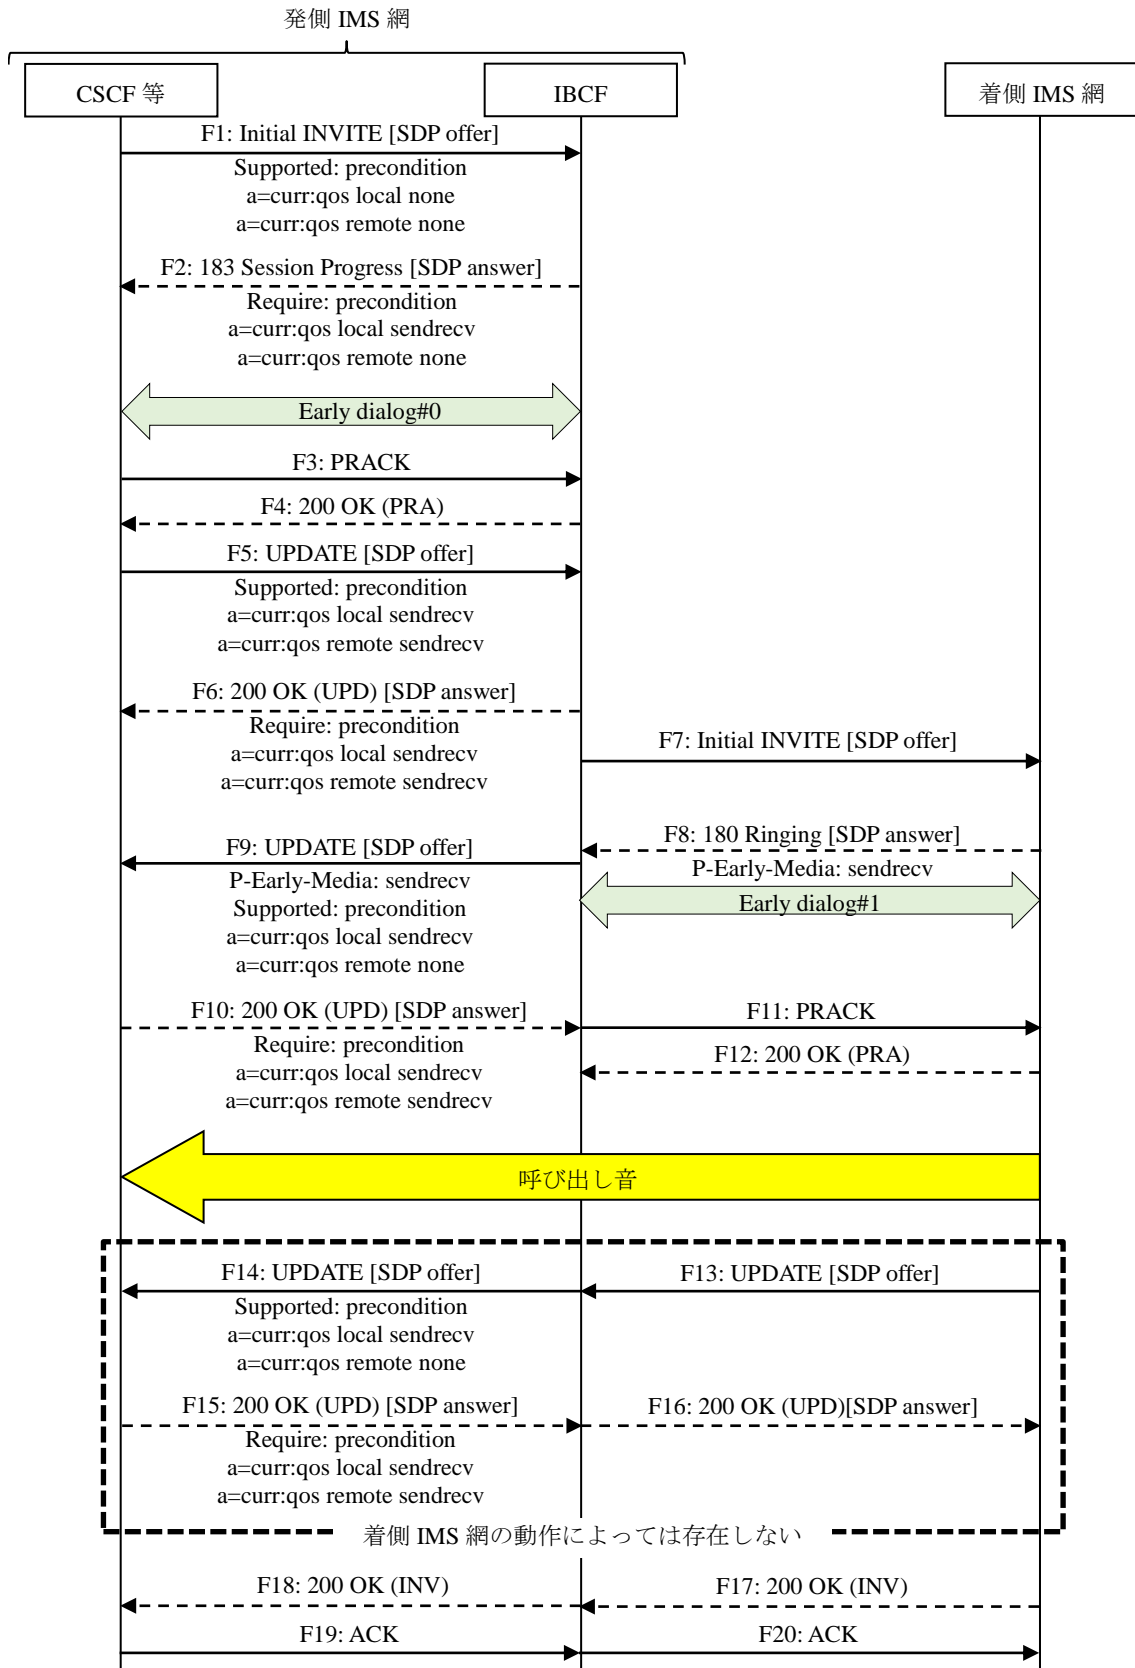 発側 IMS 網
CSCF 等
IBCF
着側 IMS 網
F1: Initial INVITE [SDP offer]
Supported: precondition
a=curr:qos local none
a=curr:qos remote none
F2: 183 Session Progress [SDP answer]
Require: precondition
a=curr:qos local sendrecv
a=curr:qos remote none
Early dialog#0
F3: PRACK
F4: 200 OK (PRA)
F5: UPDATE [SDP offer]
Supported: precondition
a=curr:qos local sendrecv
a=curr:qos remote sendrecv
F6: 200 OK (UPD) [SDP answer]
Require: precondition
a=curr:qos local sendrecv
a=curr:qos remote sendrecv
F7: Initial INVITE [SDP offer]
F8: 180 Ringing [SDP answer]
P-Early-Media: sendrecv
Early dialog#1
F9: UPDATE [SDP offer]
P-Early-Media: sendrecv
Supported: precondition
a=curr:qos local sendrecv
a=curr:qos remote none
F10: 200 OK (UPD) [SDP answer]
Require: precondition
a=curr:qos local sendrecv
a=curr:qos remote sendrecv
F11: PRACK
F12: 200 OK (PRA)
呼び出し音
F14: UPDATE [SDP offer]
F13: UPDATE [SDP offer]
Supported: precondition
a=curr:qos local sendrecv
a=curr:qos remote none
F15: 200 OK (UPD) [SDP answer]
F16: 200 OK (UPD)[SDP answer]
Require: precondition
a=curr:qos local sendrecv
a=curr:qos remote sendrecv
着側 IMS 網の動作によっては存在しない
F18: 200 OK (INV)
F17: 200 OK (INV)
F19: ACK
F20: ACK